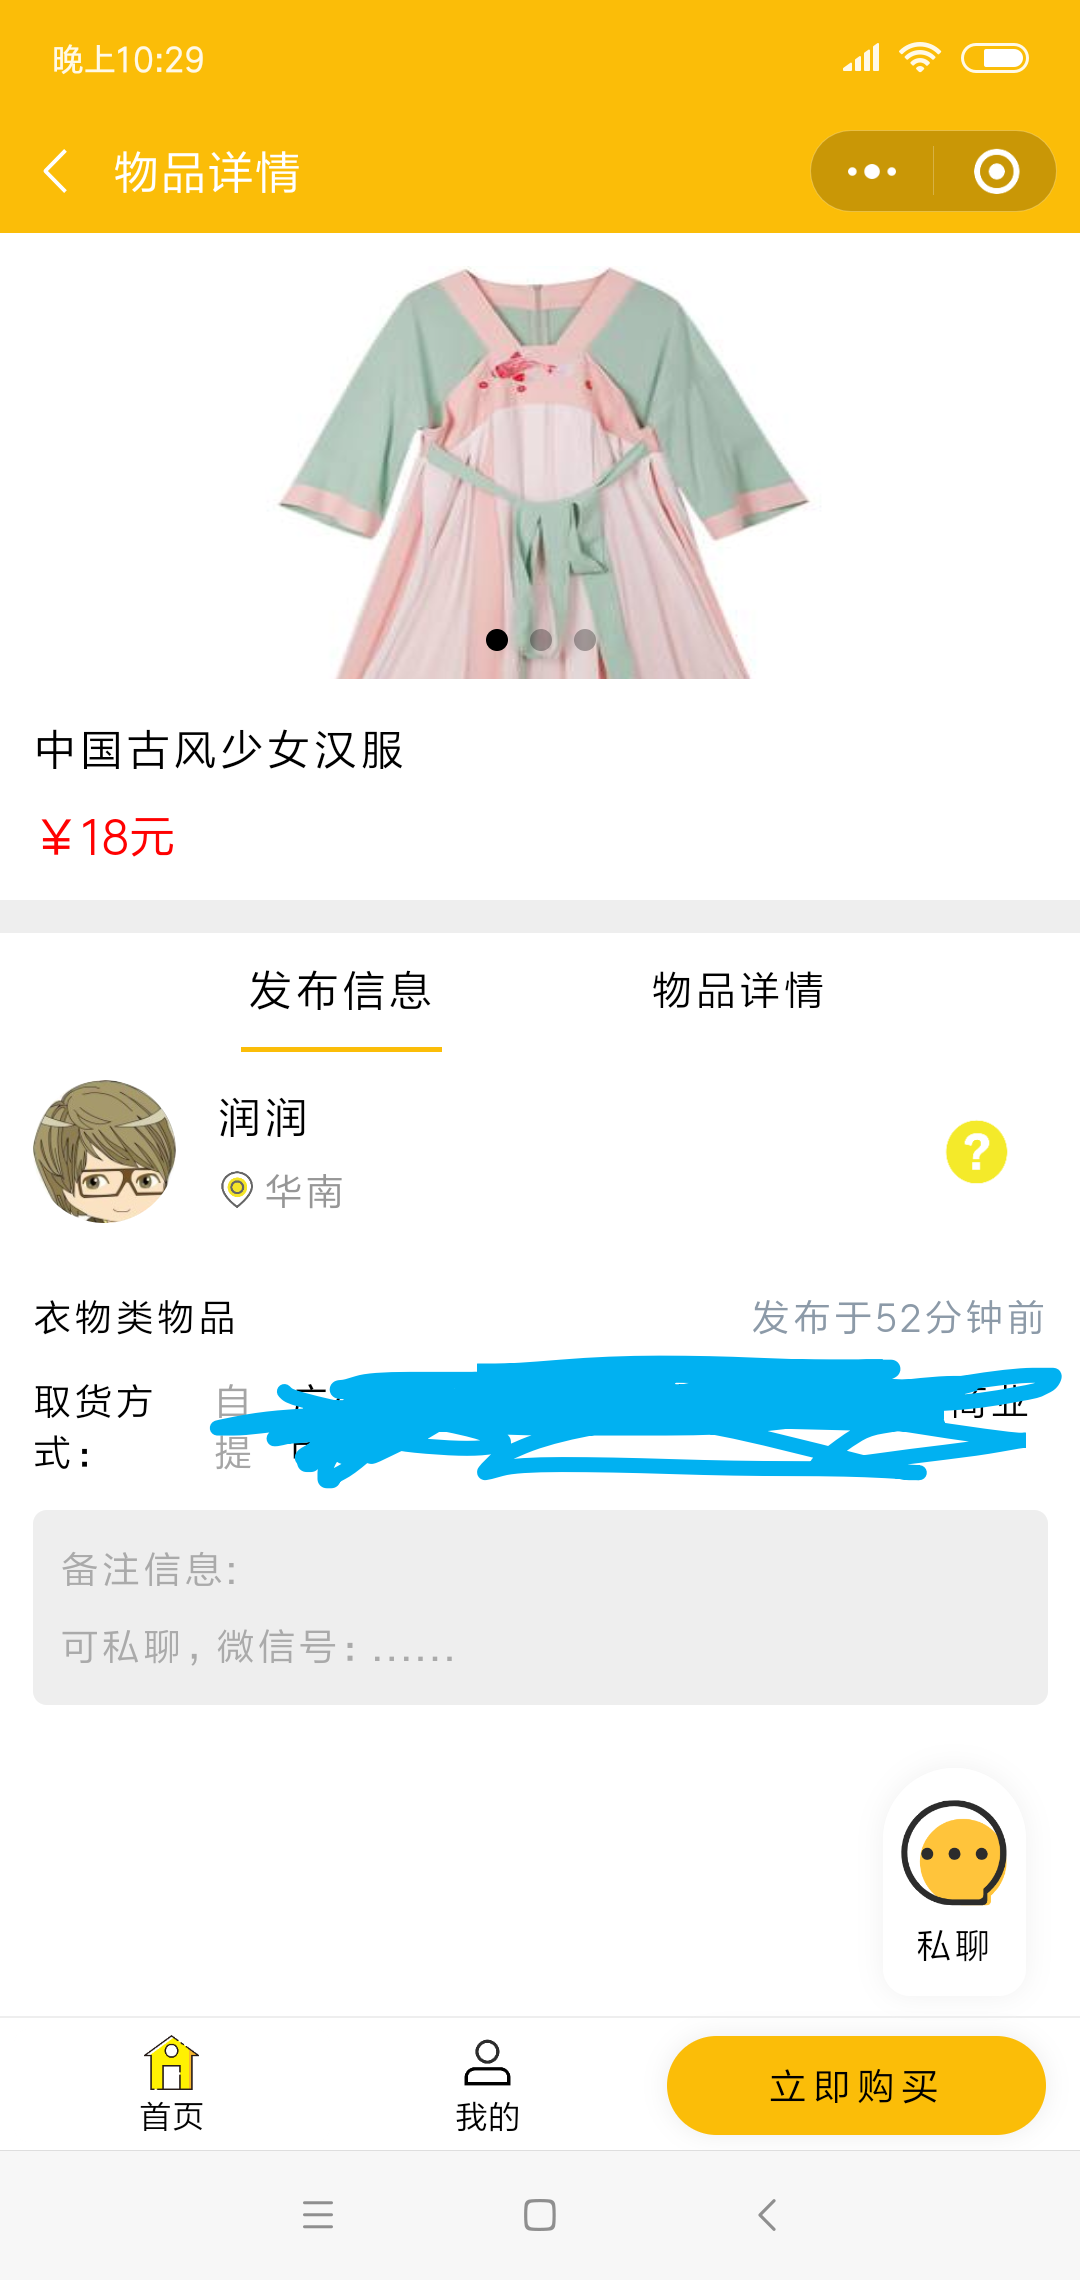 晚上10:29
物品详情
中国古风少女汉服
￥18元
发布信息 物品详情
润润
华南
?
衣物类物品 发布于52分钟前
取货方式： 自提 商业
备注信息:
可私聊，微信号：......
私聊
首页 我的 立即购买